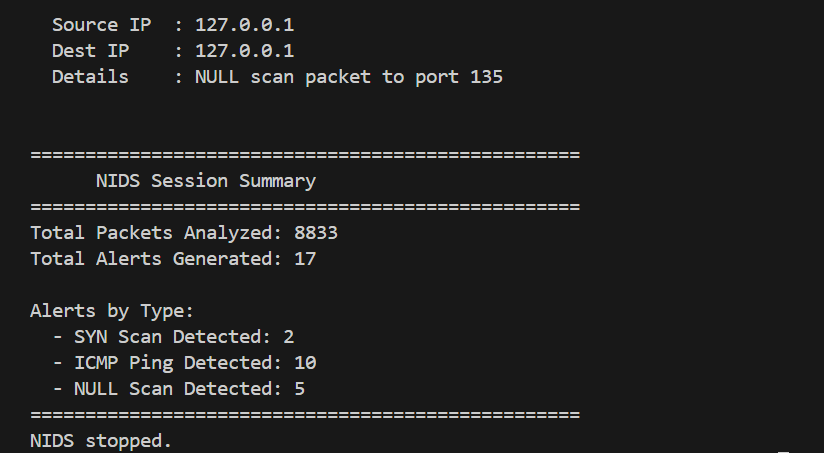 Source IP  : 127.0.0.1
Dest IP    : 127.0.0.1
Details    : NULL scan packet to port 135
==================================================
NIDS Session Summary
==================================================
Total Packets Analyzed: 8833
Total Alerts Generated: 17
Alerts by Type:
- SYN Scan Detected: 2
- ICMP Ping Detected: 10
- NULL Scan Detected: 5
==================================================
NIDS stopped.